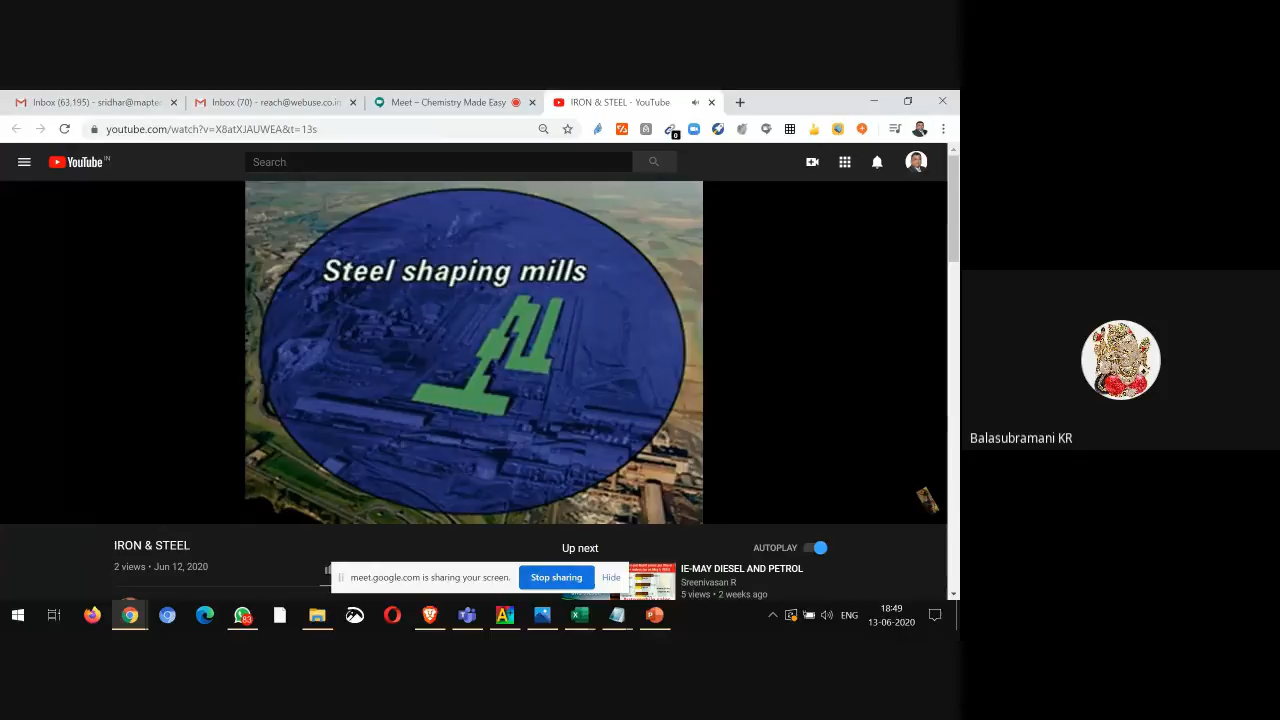 Inbox (63,195) - sridhar@mapte
Inbox (70) - reach@webuse.co.in
Meet – Chemistry Made Easy
IRON & STEEL - YouTube
youtube.com/watch?v=X8atXJAUWEA&t=13s
YouTube IN
Search
Steel shaping mills
Balasubramani KR
IRON & STEEL
2 views • Jun 12, 2020
Up next
AUTOPLAY
IE-MAY DIESEL AND PETROL
Sreenivasan R
5 views • 2 weeks ago
meet.google.com is sharing your screen.
Stop sharing
Hide
0
83
ENG
18:49
13-06-2020